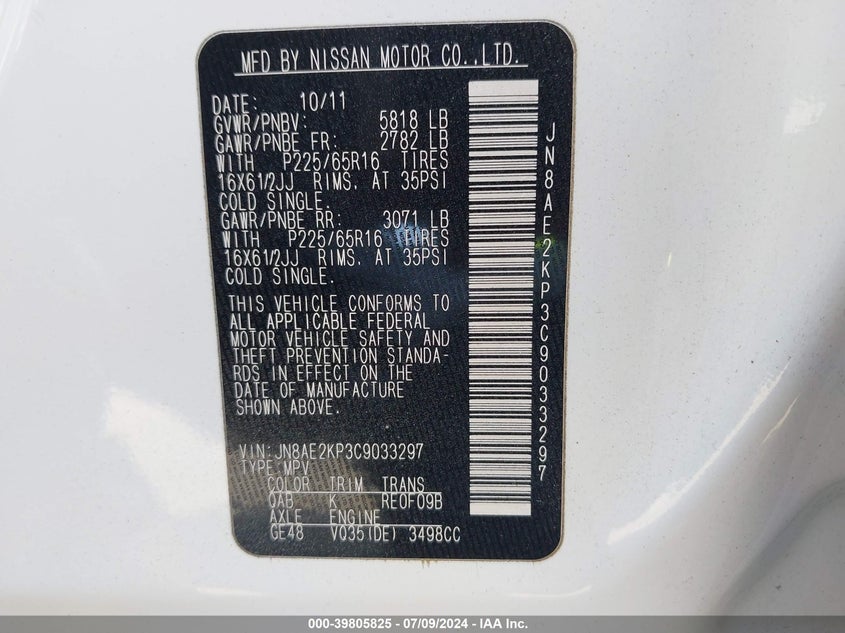 MFD BY NISSAN MOTOR CO.,LTD.
DATE: 10/11
GVWR/PNBV: 5818 LB
GAWR/PNBE FR: 2782 LB
WITH P225/65R16 TIRES
16X61/2JJ RIMS. AT 35PSI
COLD SINGLE.
GAWR/PNBE RR: 3071 LB
WITH P225/65R16 TIRES
16X61/2JJ RIMS. AT 35PSI
COLD SINGLE.
THIS VEHICLE CONFORMS TO
ALL APPLICABLE FEDERAL
MOTOR VEHICLE SAFETY AND
THEFT PREVENTION STANDA-
RDS IN EFFECT ON THE
DATE OF MANUFACTURE
SHOWN ABOVE.
VIN: JN8AE2KP3C9033297
TYPE: MPV
COLOR TRIM TRANS
QAB K RE0F09B
AXLE ENGINE
GE48 VQ35(DE) 3498CC
JN8AE2KP3C9033297
000-39805825 - 07/09/2024 - IAA Inc.